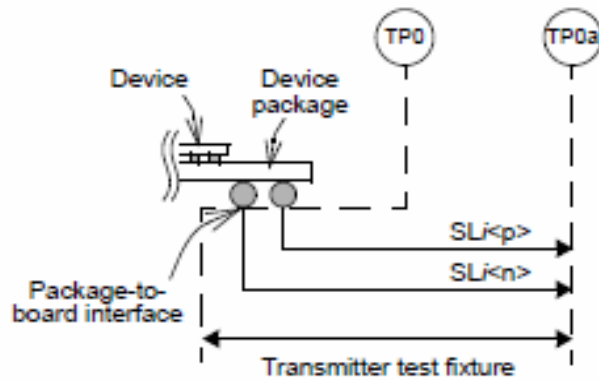 TP0
TP0a
Device
Device
package
SLi<p>
SLi<n>
Package-to-
board interface
Transmitter test fixture